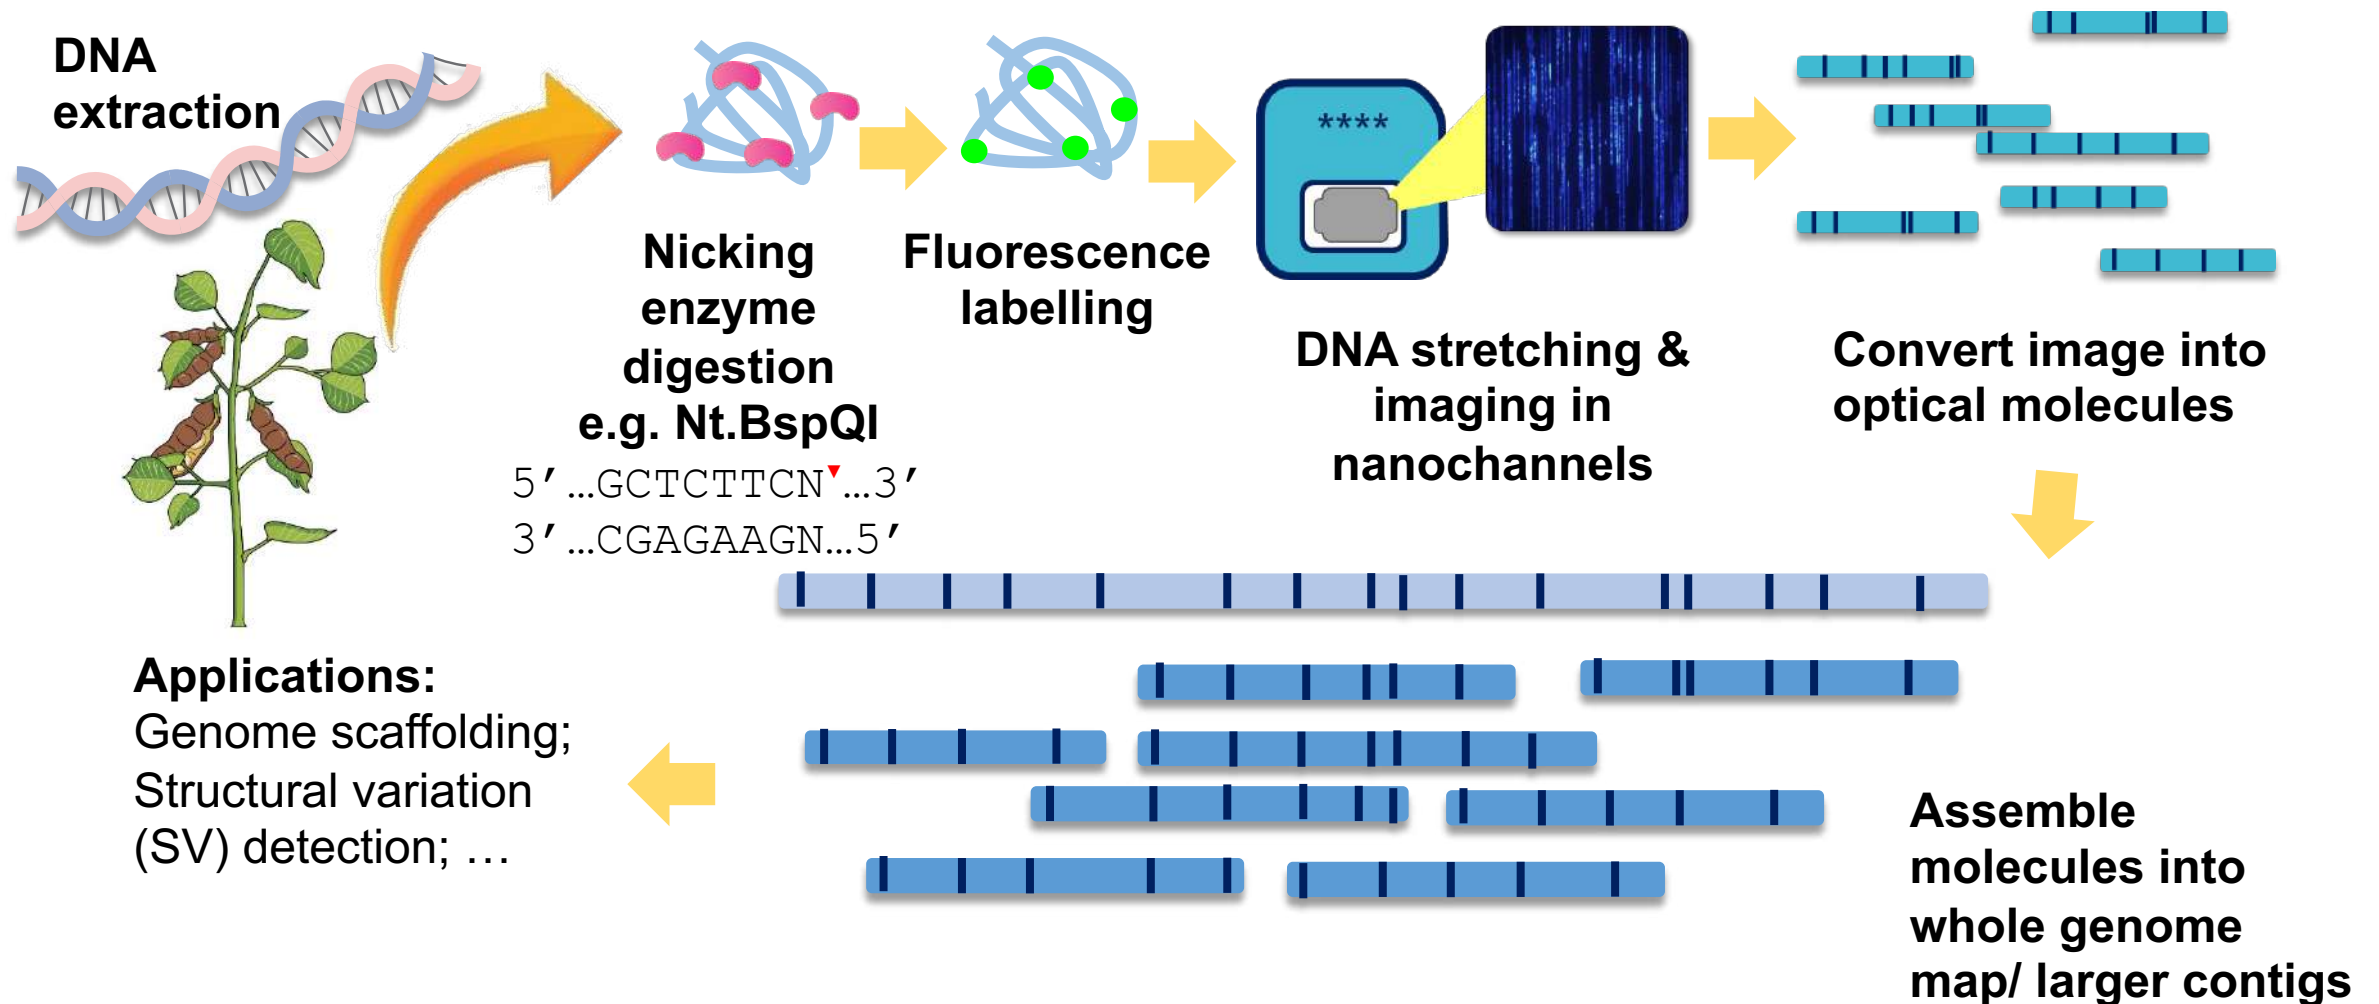 DNA
extraction
Nicking
enzyme
digestion
e.g. Nt.BspQI
5′…GCTCTTCN▼…3′
3′…CGAGAAGN…5′
Fluorescence
labelling
****
DNA stretching &
imaging in
nanochannels
Convert image into
optical molecules
Assemble
molecules into
whole genome
map/ larger contigs
Applications:
Genome scaffolding;
Structural variation
(SV) detection; …